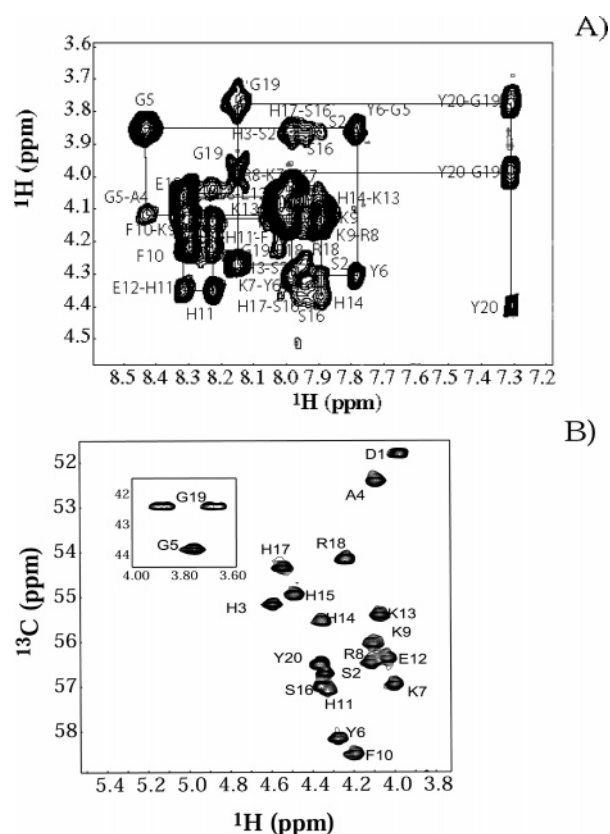 A)
3.6
3.7
3.8
3.9
4.0
4.1
4.2
4.3
4.4
4.5
¹H (ppm)
G19
G5
H17-S16
S2
Y6-G5
Y20-G19
H3-S2
S16
G19
R8-K7
Y20-G19
G5-A4
K13
H14-K13
K9
F10-K9
H11-F
K9-R8
F10
R18
S2
Y6
K7-Y6
E12-H11
H17-S16
H14
H11
S16
Y20
8.5 8.4 8.3 8.2 8.1 8.0 7.9 7.8 7.7 7.6 7.5 7.4 7.3 7.2
¹H (ppm)
B)
52
53
54
55
56
57
58
¹³C (ppm)
D1
A4
42
43
44
G19
G5
4.00 3.80 3.60
H17
R18
H15
H3
H14
K13
K9
Y20
R8
E12
S2
S16
K7
H11
Y6
F10
5.4 5.2 5.0 4.8 4.6 4.4 4.2 4.0 3.8
¹H (ppm)